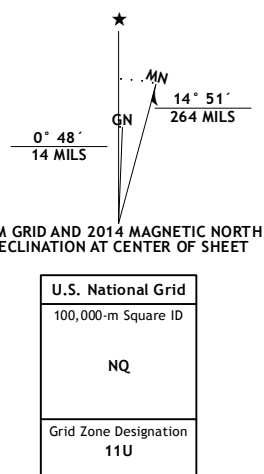 MN
GN
14° 51´
264 MILS
0° 48´
14 MILS
M GRID AND 2014 MAGNETIC NORTH
ECLINATION AT CENTER OF SHEET
U.S. National Grid
100,000-m Square ID
NQ
Grid Zone Designation
11U